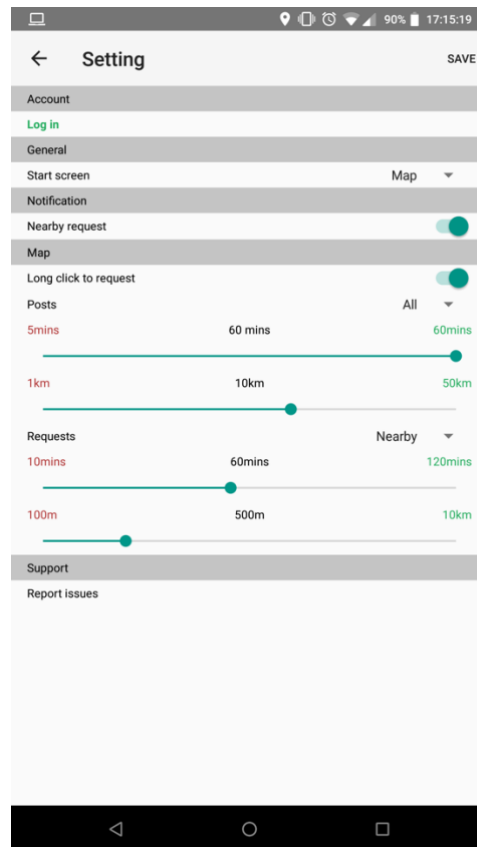 90% 17:15:19
Setting SAVE
Account
Log in
General
Start screen Map
Notification
Nearby request
Map
Long click to request
Posts All
5mins 60 mins 60mins
1km 10km 50km
Requests Nearby
10mins 60mins 120mins
100m 500m 10km
Support
Report issues